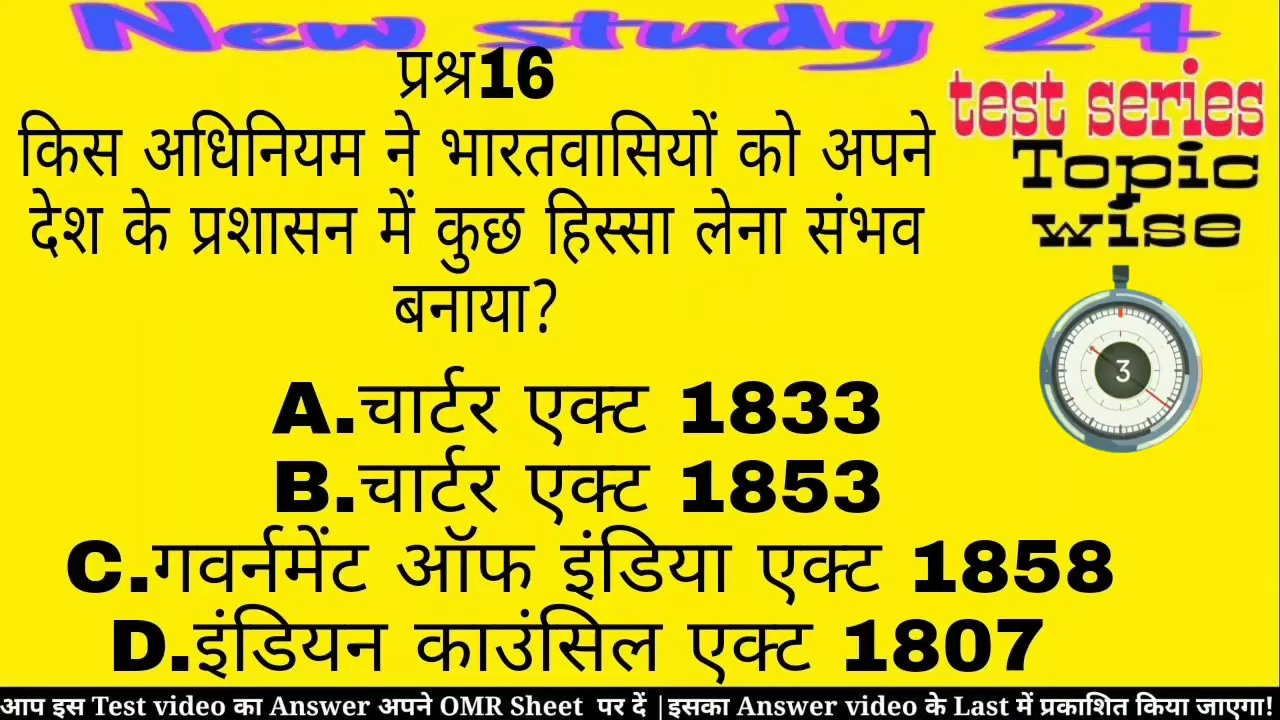 New study 24
test series
Topic
wise
प्रश्न16
किस अधिनियम ने भारतवासियों को अपने
देश के प्रशासन में कुछ हिस्सा लेना संभव
बनाया?
3
A.चार्टर एक्ट 1833
B.चार्टर एक्ट 1853
C.गवर्नमेंट ऑफ इंडिया एक्ट 1858
D.इंडियन काउंसिल एक्ट 1807
आप इस Test video का Answer अपने OMR Sheet पर दें |इसका Answer video के Last में प्रकाशित किया जाएगा!